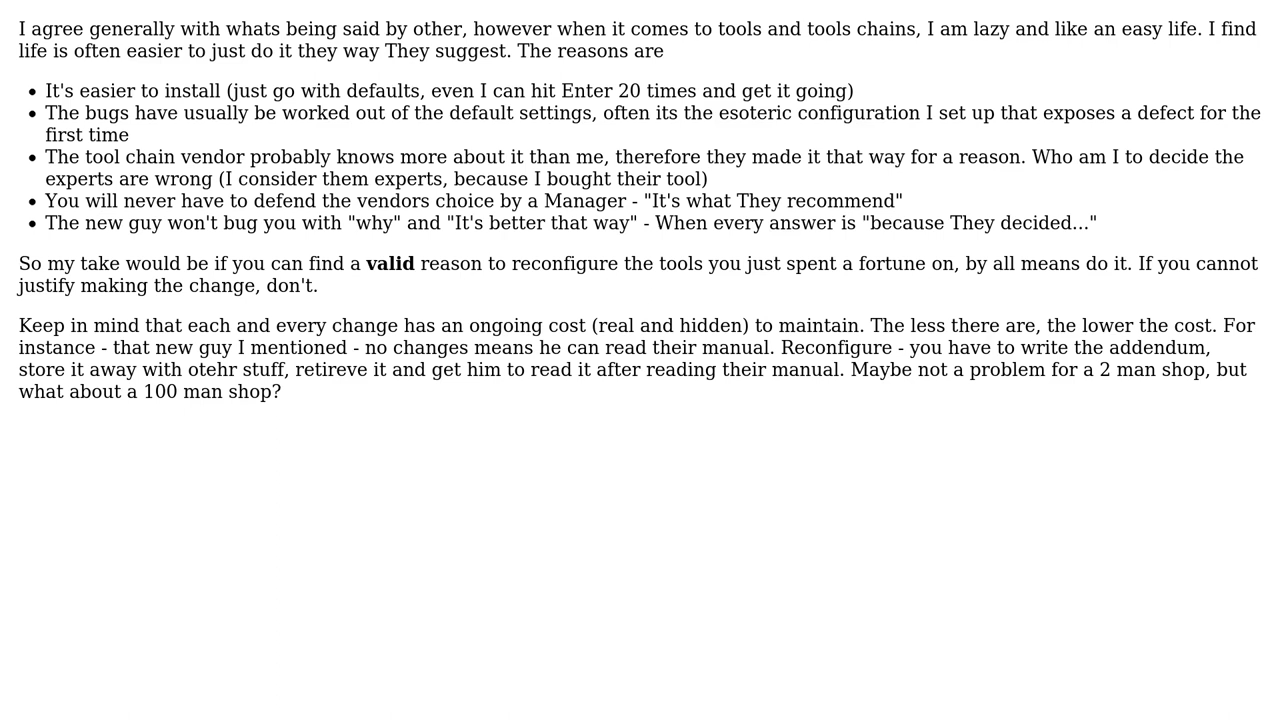 I agree generally with whats being said by other, however when it comes to tools and tools chains, I am lazy and like an easy life. I find
life is often easier to just do it they way They suggest. The reasons are
• It's easier to install (just go with defaults, even I can hit Enter 20 times and get it going)
• The bugs have usually be worked out of the default settings, often its the esoteric configuration I set up that exposes a defect for the
first time
• The tool chain vendor probably knows more about it than me, therefore they made it that way for a reason. Who am I to decide the
experts are wrong (I consider them experts, because I bought their tool)
• You will never have to defend the vendors choice by a Manager - "It's what They recommend"
• The new guy won't bug you with "why" and "It's better that way" - When every answer is "because They decided..."
So my take would be if you can find a valid reason to reconfigure the tools you just spent a fortune on, by all means do it. If you cannot
justify making the change, don't.
Keep in mind that each and every change has an ongoing cost (real and hidden) to maintain. The less there are, the lower the cost. For
instance - that new guy I mentioned - no changes means he can read their manual. Reconfigure - you have to write the addendum,
store it away with otehr stuff, retireve it and get him to read it after reading their manual. Maybe not a problem for a 2 man shop, but
what about a 100 man shop?